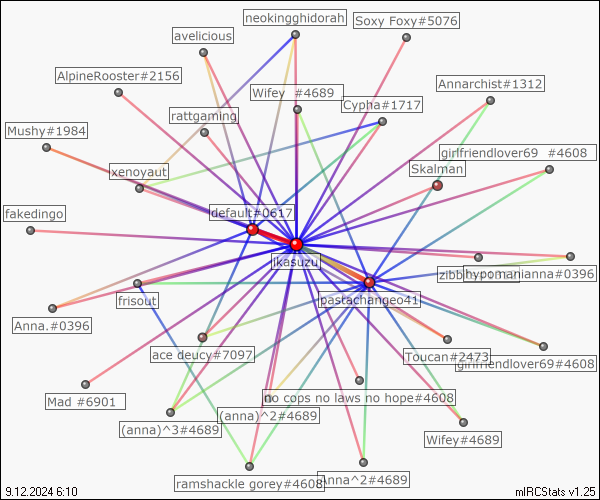 neokingghidorah
Soxy Foxy#5076
avelicious
AlpineRooster#2156
Wifey #4689
Annarchist#1312
Cypha#1717
rattgaming
Mushy#1984
girlfriendlover69 #4608
Skalman
xenoyaut
default#0617
fakedingo
jkasuzu
hypomanianna#0396
pastachangeo41
frisout
Anna.#0396
ace deucy#7097
Toucan#2473
girlfriendlover69#4608
no cops no laws no hope#4608
Mad #6901
(anna)^2#4689
(anna)^3#4689
Wifey#4689
ramshackle gorey#4608
Anna^2#4689
9.12.2024 6:10
mIRCStats v1.25